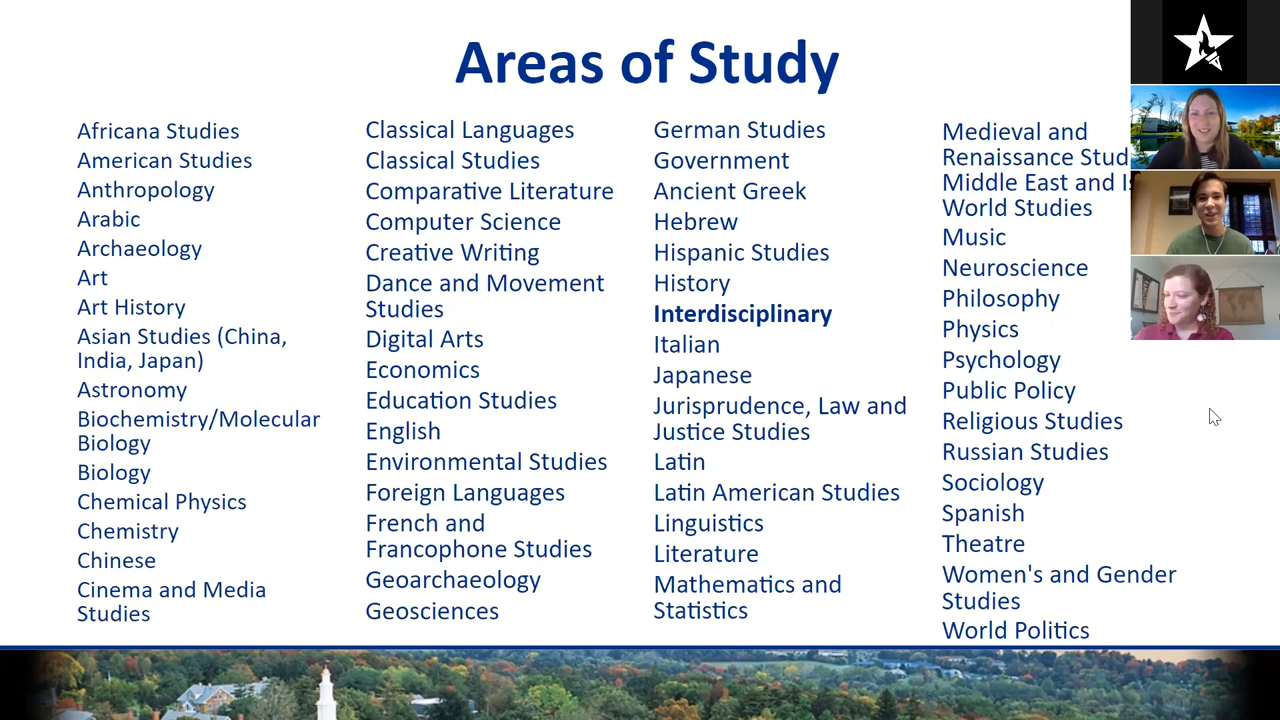 Areas of Study
Africana Studies
American Studies
Anthropology
Arabic
Archaeology
Art
Art History
Asian Studies (China,
India, Japan)
Astronomy
Biochemistry/Molecular
Biology
Biology
Chemical Physics
Chemistry
Chinese
Cinema and Media
Studies
Classical Languages
Classical Studies
Comparative Literature
Computer Science
Creative Writing
Dance and Movement
Studies
Digital Arts
Economics
Education Studies
English
Environmental Studies
Foreign Languages
French and
Francophone Studies
Geoarchaeology
Geosciences
German Studies
Government
Ancient Greek
Hebrew
Hispanic Studies
History
Interdisciplinary
Italian
Japanese
Jurisprudence, Law and
Justice Studies
Latin
Latin American Studies
Linguistics
Literature
Mathematics and
Statistics
Medieval and
Renaissance Stud
Middle East and
World Studies
Music
Neuroscience
Philosophy
Physics
Psychology
Public Policy
Religious Studies
Russian Studies
Sociology
Spanish
Theatre
Women's and Gender
Studies
World Politics